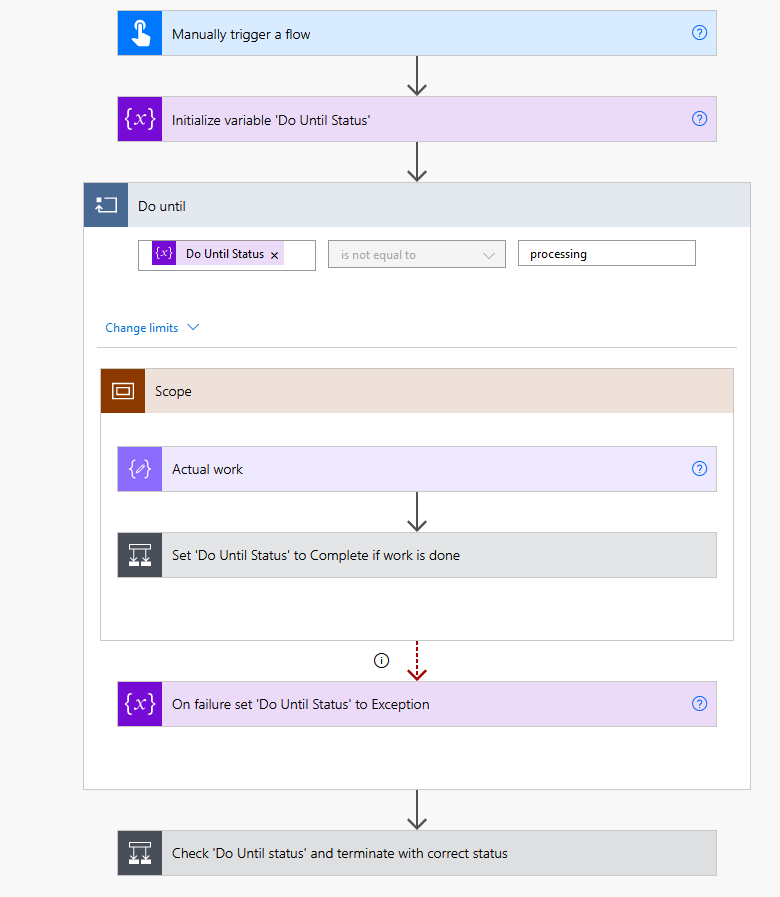 Manually trigger a flow
Initialize variable 'Do Until Status'
Do until
Do Until Status is not equal to processing
Change limits
Scope
Actual work
Set 'Do Until Status' to Complete if work is done
On failure set 'Do Until Status' to Exception
Check 'Do Until status' and terminate with correct status